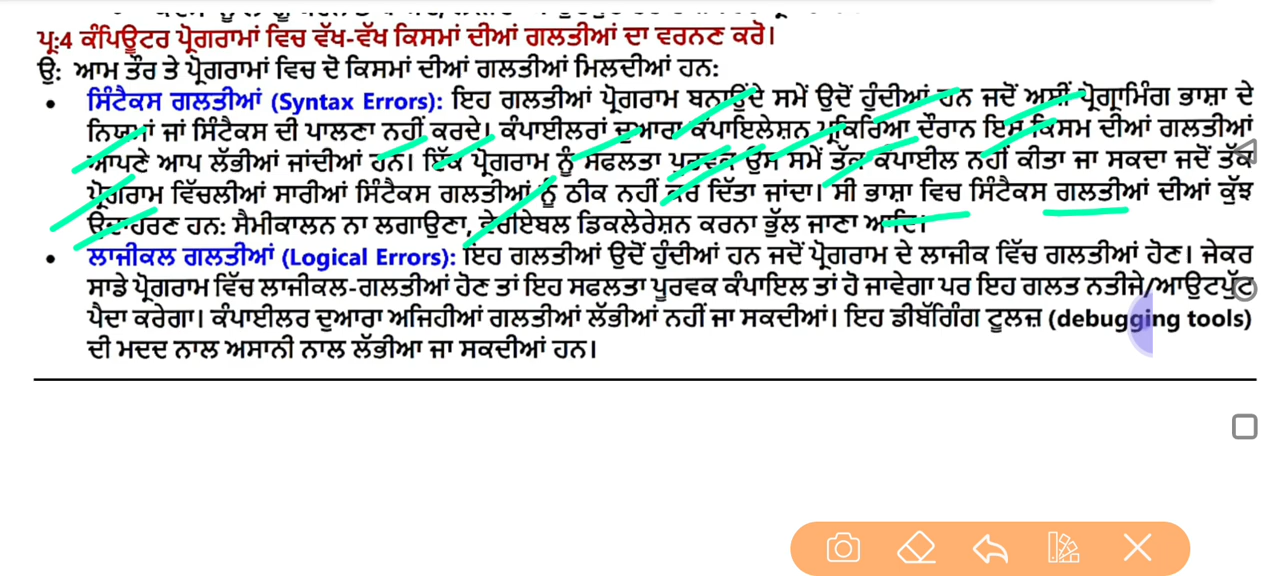 ਪ੍ਰ:4 ਕੰਪਿਊਟਰ ਪ੍ਰੋਗਰਾਮਾਂ ਵਿਚ ਵੱਖ-ਵੱਖ ਕਿਸਮਾਂ ਦੀਆਂ ਗਲਤੀਆਂ ਦਾ ਵਰਨਣ ਕਰੋ।
ਉ: ਆਮ ਤੌਰ ਤੇ ਪ੍ਰੋਗਰਾਮਾਂ ਵਿਚ ਦੋ ਕਿਸਮਾਂ ਦੀਆਂ ਗਲਤੀਆਂ ਮਿਲਦੀਆਂ ਹਨ:
• ਸਿੰਟੈਕਸ ਗਲਤੀਆਂ (Syntax Errors): ਇਹ ਗਲਤੀਆਂ ਪ੍ਰੋਗਰਾਮ ਬਨਾਉਂਦੇ ਸਮੇਂ ਉਦੋਂ ਹੁੰਦੀਆਂ ਹਨ ਜਦੋਂ ਅਸੀਂ ਪ੍ਰੋਗ੍ਰਾਮਿੰਗ ਭਾਸ਼ਾ ਦੇ
ਨਿਯਮਾਂ ਜਾਂ ਸਿੰਟੈਕਸ ਦੀ ਪਾਲਣਾ ਨਹੀਂ ਕਰਦੇ। ਕੰਪਾਈਲਰਾਂ ਦੁਆਰਾ ਕੰਪਾਇਲੇਸ਼ਨ ਪ੍ਰਕਿਰਿਆ ਦੌਰਾਨ ਇਸ ਕਿਸਮ ਦੀਆਂ ਗਲਤੀਆਂ
ਆਪਣੇ ਆਪ ਲੱਭੀਆਂ ਜਾਂਦੀਆਂ ਹਨ। ਇੱਕ ਪ੍ਰੋਗਰਾਮ ਨੂੰ ਸਫਲਤਾ ਪੂਰਵਕ ਉਸ ਸਮੇਂ ਤੱਕ ਕੰਪਾਈਲ ਨਹੀਂ ਕੀਤਾ ਜਾ ਸਕਦਾ ਜਦੋਂ ਤੱਕ
ਪ੍ਰੋਗਰਾਮ ਵਿੱਚਲੀਆਂ ਸਾਰੀਆਂ ਸਿੰਟੈਕਸ ਗਲਤੀਆਂ ਨੂੰ ਠੀਕ ਨਹੀਂ ਕਰ ਦਿੱਤਾ ਜਾਂਦਾ। ਸੀ ਭਾਸ਼ਾ ਵਿਚ ਸਿੰਟੈਕਸ ਗਲਤੀਆਂ ਦੀਆਂ ਕੁੱਝ
ਉਦਾਹਰਣ ਹਨ: ਸੈਮੀਕਾਲਨ ਨਾ ਲਗਾਉਣਾ, ਵੇਰੀਏਬਲ ਡਿਕਲੇਰੇਸ਼ਨ ਕਰਨਾ ਭੁੱਲ ਜਾਣਾ ਆਦਿ।
• ਲਾਜੀਕਲ ਗਲਤੀਆਂ (Logical Errors): ਇਹ ਗਲਤੀਆਂ ਉਦੋਂ ਹੁੰਦੀਆਂ ਹਨ ਜਦੋਂ ਪ੍ਰੋਗਰਾਮ ਦੇ ਲਾਜੀਕ ਵਿੱਚ ਗਲਤੀਆਂ ਹੋਣ। ਜੇਕਰ
ਸਾਡੇ ਪ੍ਰੋਗਰਾਮ ਵਿੱਚ ਲਾਜੀਕਲ-ਗਲਤੀਆਂ ਹੋਣ ਤਾਂ ਇਹ ਸਫਲਤਾ ਪੂਰਵਕ ਕੰਪਾਇਲ ਤਾਂ ਹੋ ਜਾਵੇਗਾ ਪਰ ਇਹ ਗਲਤ ਨਤੀਜੇ/ਆਉਟਪੁੱਟ
ਪੈਦਾ ਕਰੇਗਾ। ਕੰਪਾਈਲਰ ਦੁਆਰਾ ਅਜਿਹੀਆਂ ਗਲਤੀਆਂ ਲੱਭੀਆਂ ਨਹੀਂ ਜਾ ਸਕਦੀਆਂ। ਇਹ ਡੀਬੱਗਿੰਗ ਟੂਲਜ਼ (debugging tools)
ਦੀ ਮਦਦ ਨਾਲ ਅਸਾਨੀ ਨਾਲ ਲੱਭੀਆ ਜਾ ਸਕਦੀਆਂ ਹਨ।